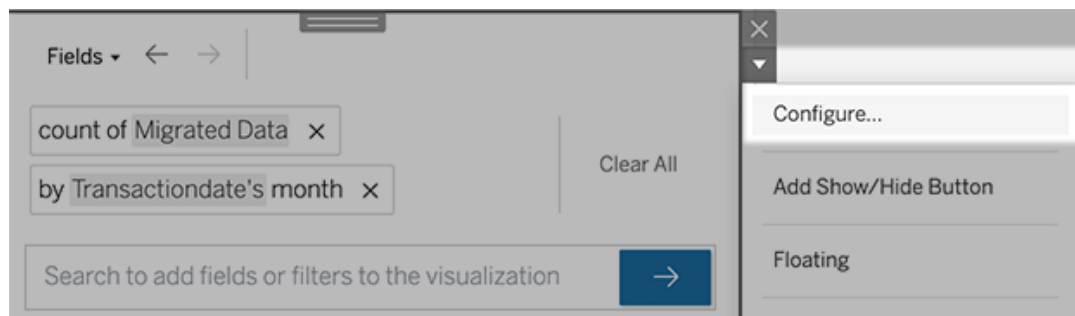 Fields
count of Migrated Data
by Transactiondate's month
Clear All
Search to add fields or filters to the visualization
Configure...
Add Show/Hide Button
Floating